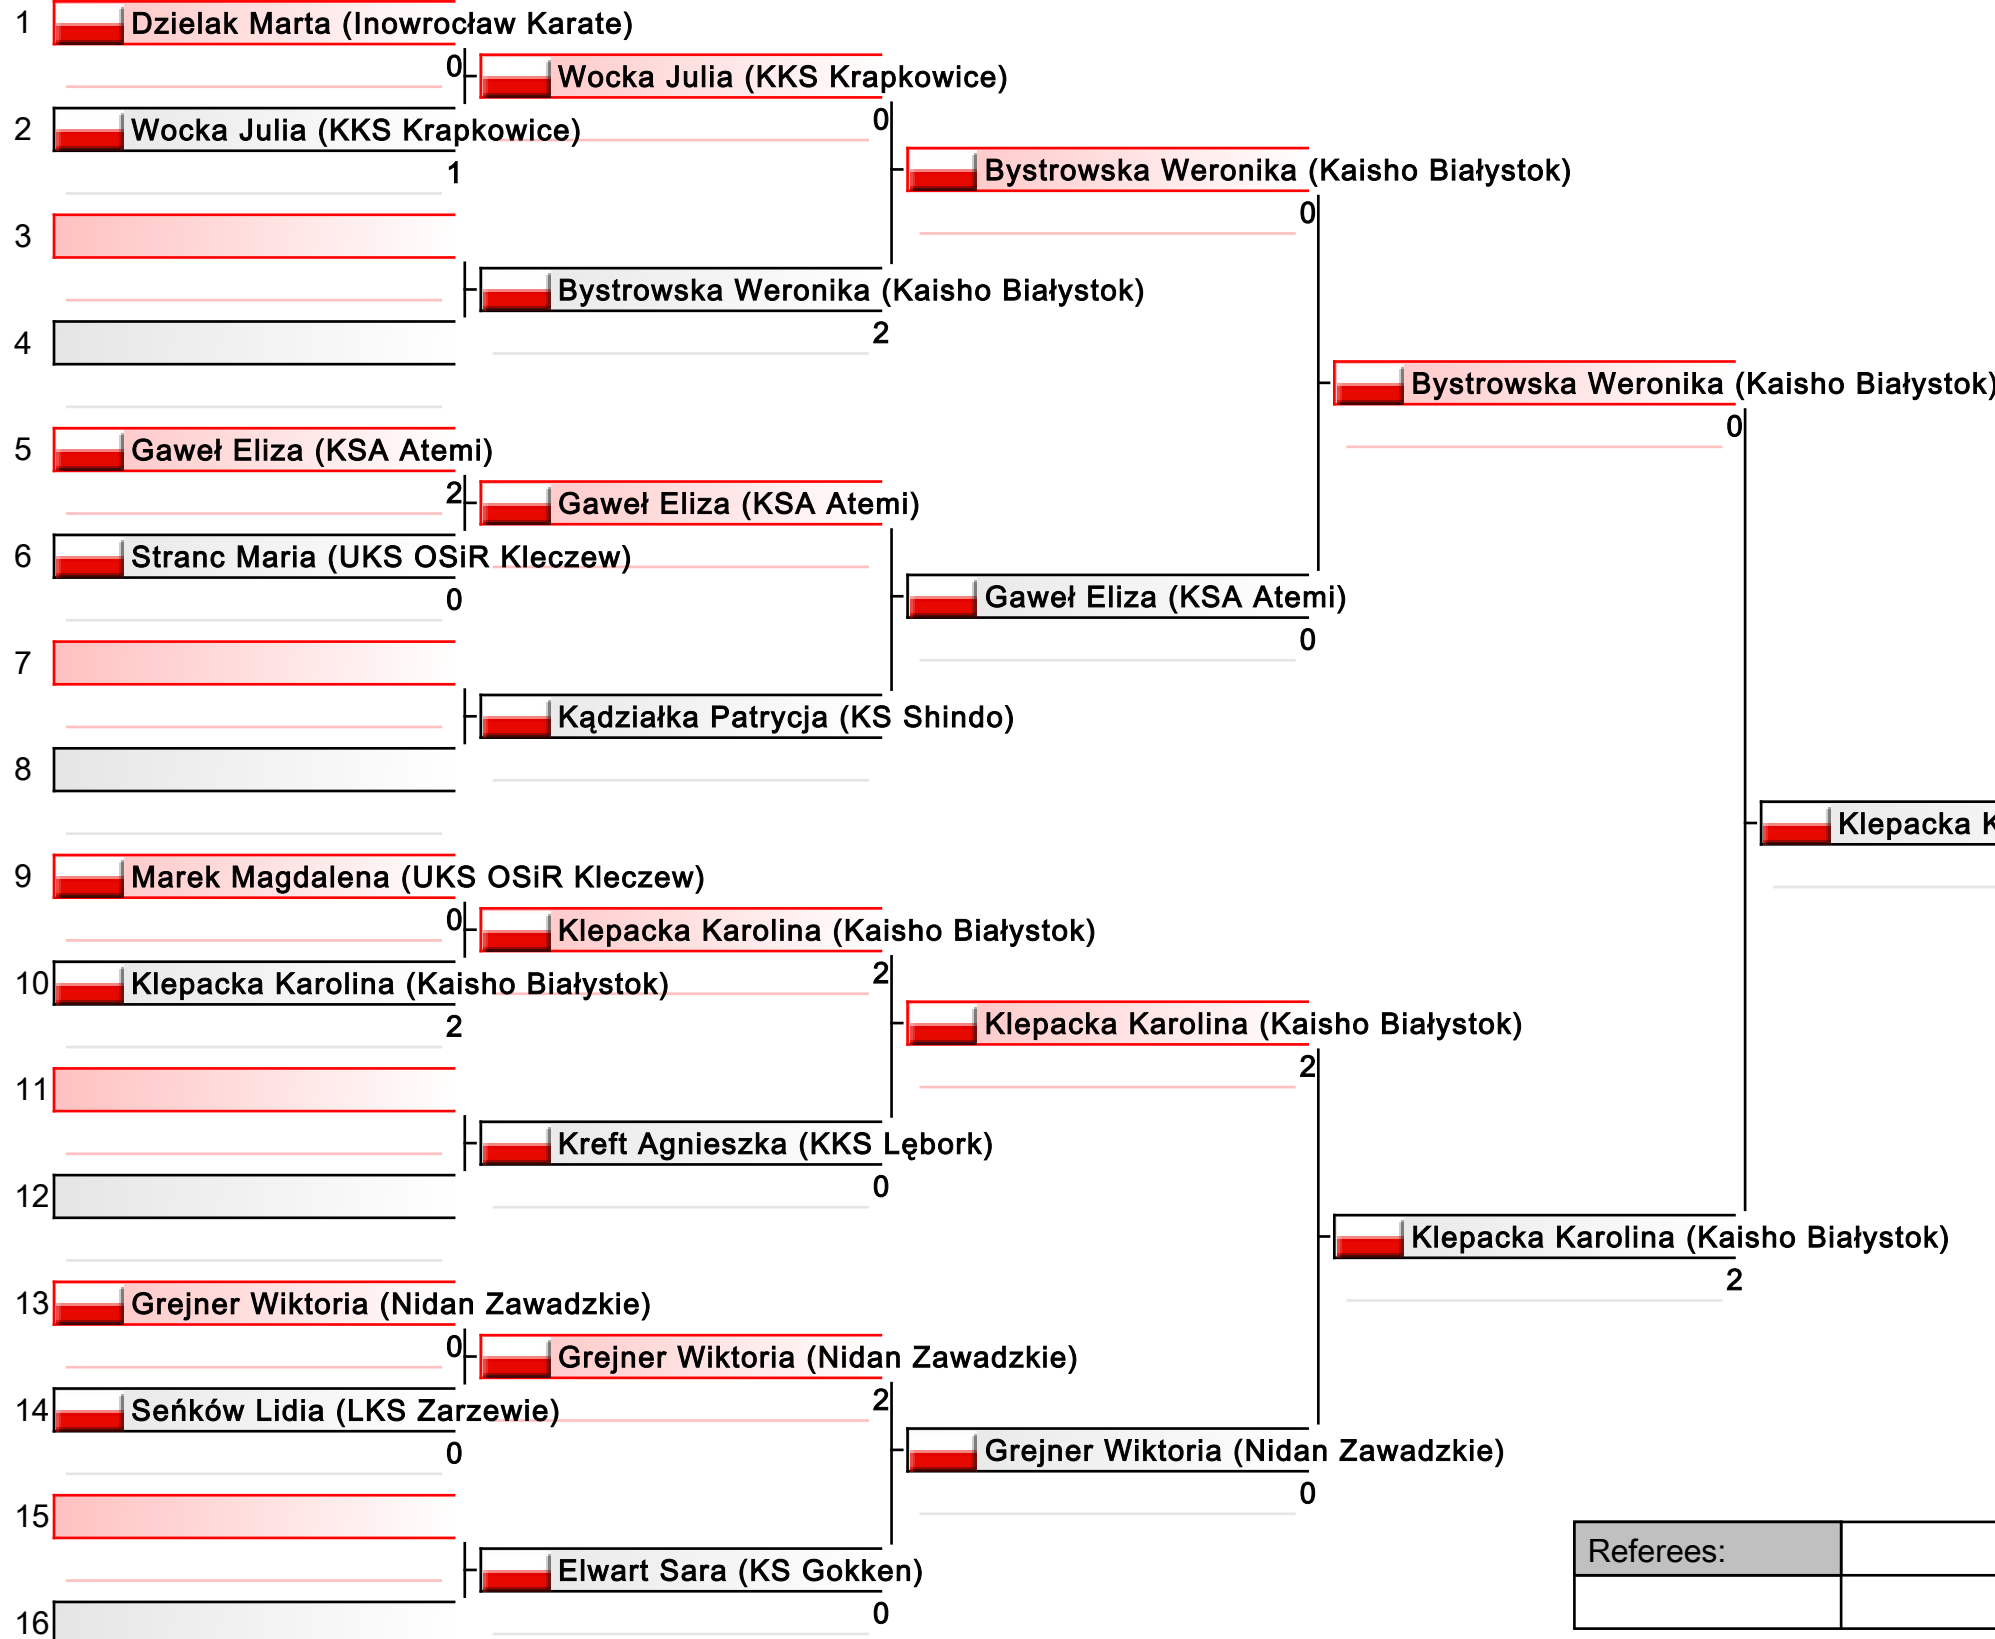 1 Dzielak Marta (Inowrocław Karate)
0
Wocka Julia (KKS Krapkowice)
0
2 Wocka Julia (KKS Krapkowice)
1
Bystrowska Weronika (Kaisho Białystok)
0
3
Bystrowska Weronika (Kaisho Białystok)
2
4
Bystrowska Weronika (Kaisho Białystok)
0
5 Gaweł Eliza (KSA Atemi)
2
Gaweł Eliza (KSA Atemi)
6 Stranc Maria (UKS OSiR Kleczew)
0
Gaweł Eliza (KSA Atemi)
0
7
Kądziałka Patrycja (KS Shindo)
8
Klepacka K
9 Marek Magdalena (UKS OSiR Kleczew)
0
Klepacka Karolina (Kaisho Białystok)
2
10 Klepacka Karolina (Kaisho Białystok)
2
Klepacka Karolina (Kaisho Białystok)
2
11
Kreft Agnieszka (KKS Lębork)
0
12
Klepacka Karolina (Kaisho Białystok)
2
13 Grejner Wiktoria (Nidan Zawadzkie)
0
Grejner Wiktoria (Nidan Zawadzkie)
2
14 Seńków Lidia (LKS Zarzewie)
0
Grejner Wiktoria (Nidan Zawadzkie)
0
15
Elwart Sara (KS Gokken)
0
16
Referees: